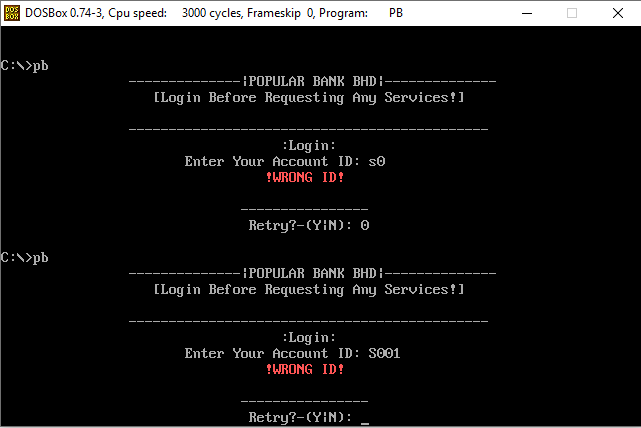 DOSBox 0.74-3, Cpu speed: 3000 cycles, Frameskip 0, Program: PB
C:\>pb
--------------|POPULAR BANK BHD|--------------
[Login Before Requesting Any Services!]
---------------------------------------------
:Login:
Enter Your Account ID: s0
!WRONG ID!
----------------
Retry?-(Y|N): 0
C:\>pb
--------------|POPULAR BANK BHD|--------------
[Login Before Requesting Any Services!]
---------------------------------------------
:Login:
Enter Your Account ID: S001
!WRONG ID!
----------------
Retry?-(Y|N): _